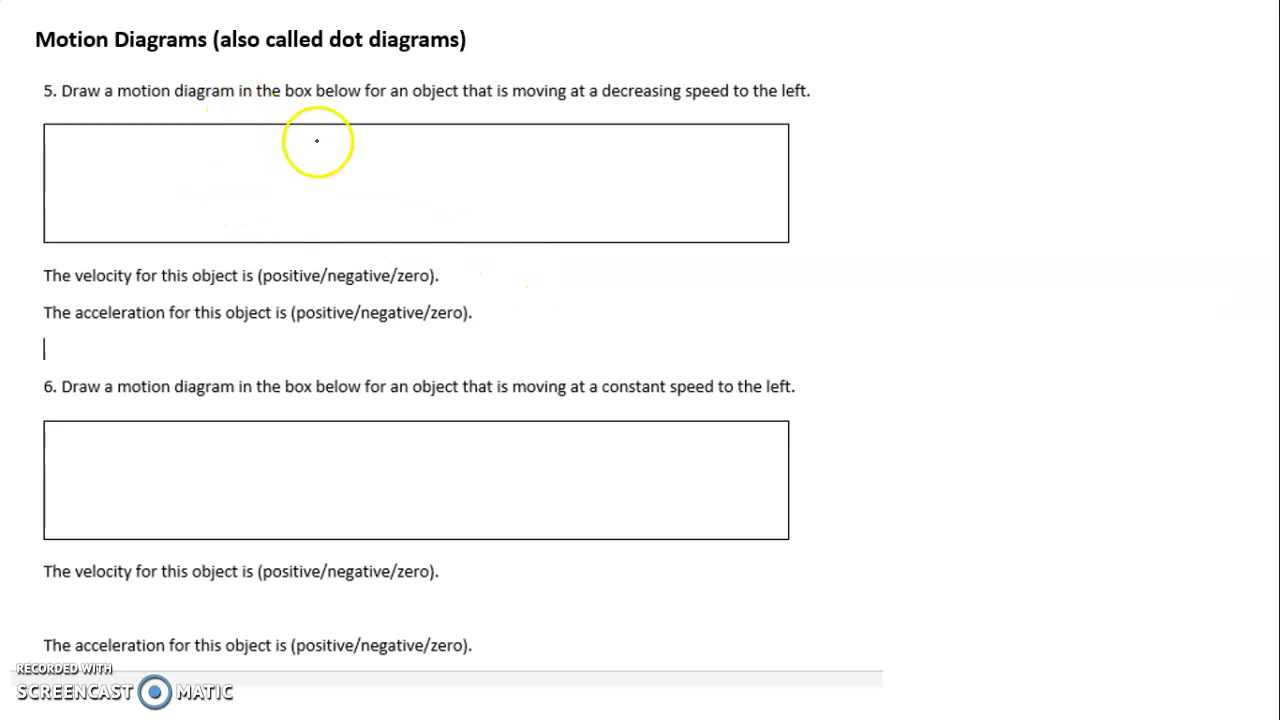 Motion Diagrams (also called dot diagrams)
5. Draw a motion diagram in the box below for an object that is moving at a decreasing speed to the left.
The velocity for this object is (positive/negative/zero).
The acceleration for this object is (positive/negative/zero).
6. Draw a motion diagram in the box below for an object that is moving at a constant speed to the left.
The velocity for this object is (positive/negative/zero).
The acceleration for this object is (positive/negative/zero).
RECORDED WITH
SCREENCAST MATIC